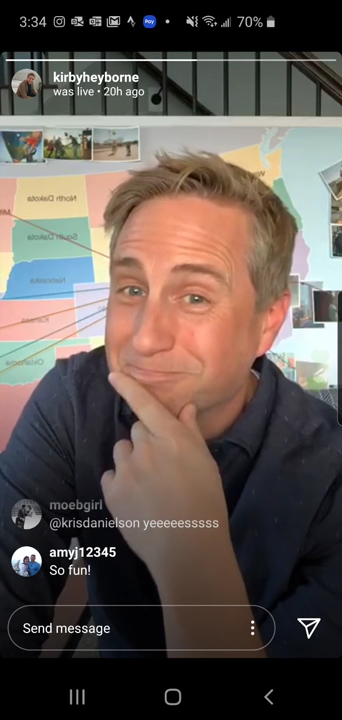 3:34
Pay
70%
kirbyheyborne
was live • 20h ago
North Dakota
South Dakota
Nebraska
Kansas
Oklahoma
moebgirl
@krisdanielson yeeeeesssss
amyj12345
So fun!
Send message